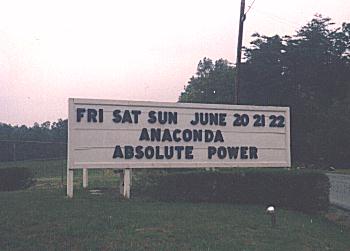 FRI SAT SUN JUNE 20 21 22
ANACONDA
ABSOLUTE POWER